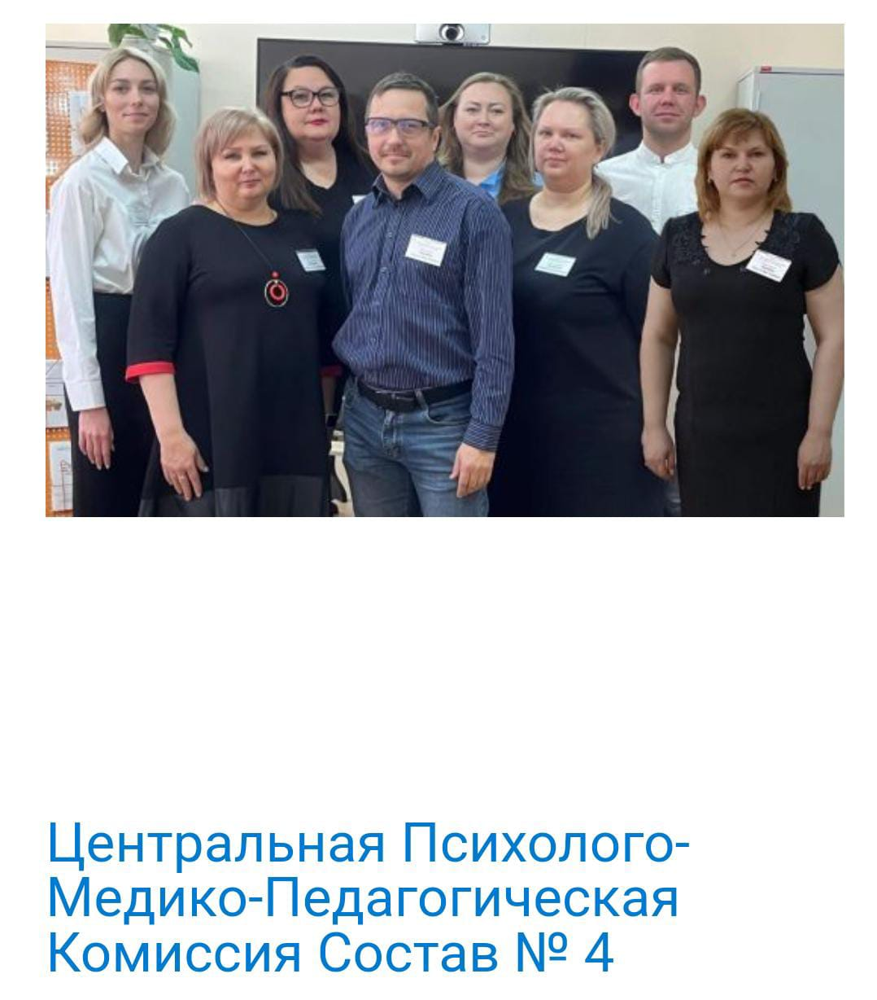 Центральная Психолого-
Медико-Педагогическая
Комиссия Состав № 4